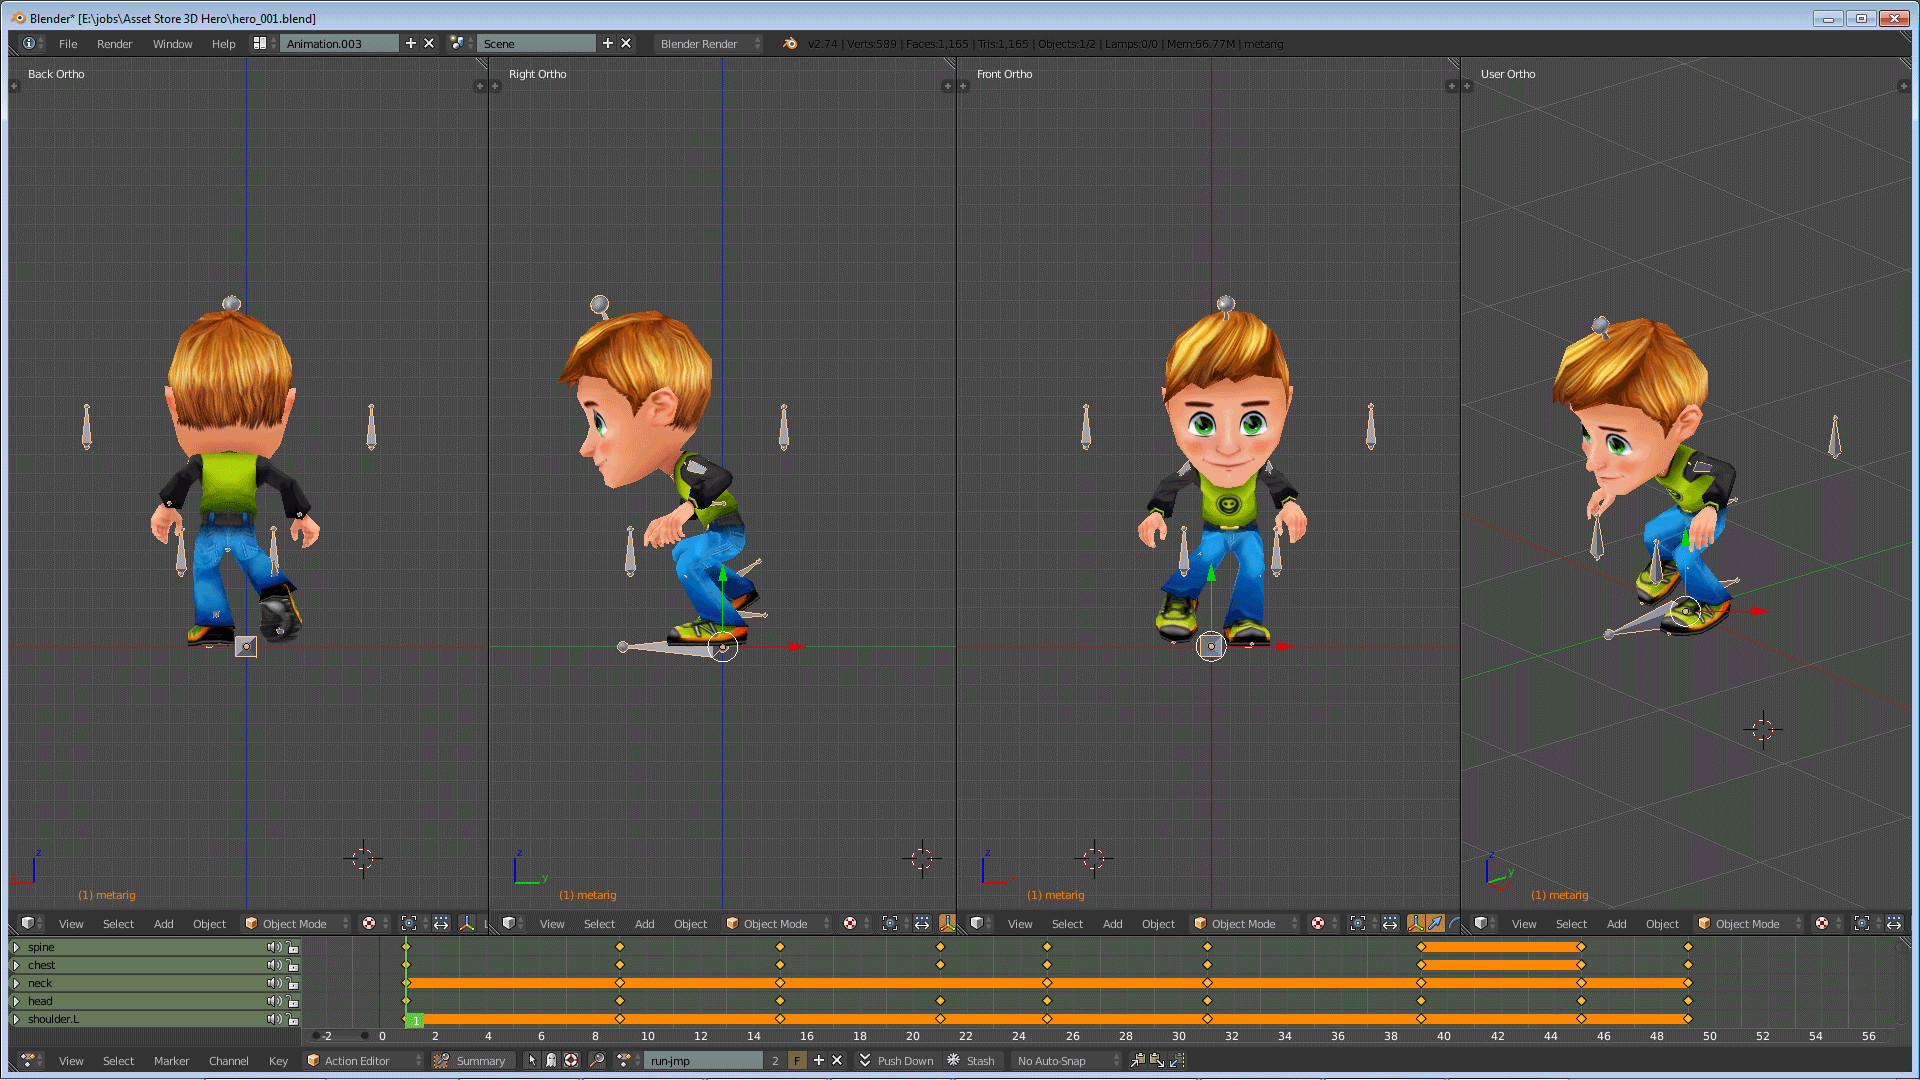 Blender* [E:\jobs\Asset Store 3D Hero\hero_001.blend]
File Render Window Help Animation.003 Scene Blender Render v2.74 | Verts:589 | Faces:1,165 | Tris:1,165 | Objects:1/2 | Lamps:0/0 | Mem:66.77M | metarig
Back Ortho Right Ortho Front Ortho User Ortho
z z y z x z y x
(1) metarig (1) metarig (1) metarig (1) metarig
View Select Add Object Object Mode View Select Add Object Object Mode View Select Add Object Object Mode View Select Add Object Object Mode
spine
chest
neck
head
shoulder.L 1
-2 0 2 4 6 8 10 12 14 16 18 20 22 24 26 28 30 32 34 36 38 40 42 44 46 48 50 52 54 56
View Select Marker Channel Key Action Editor Summary run-jmp 2 F Push Down Stash No Auto-Snap